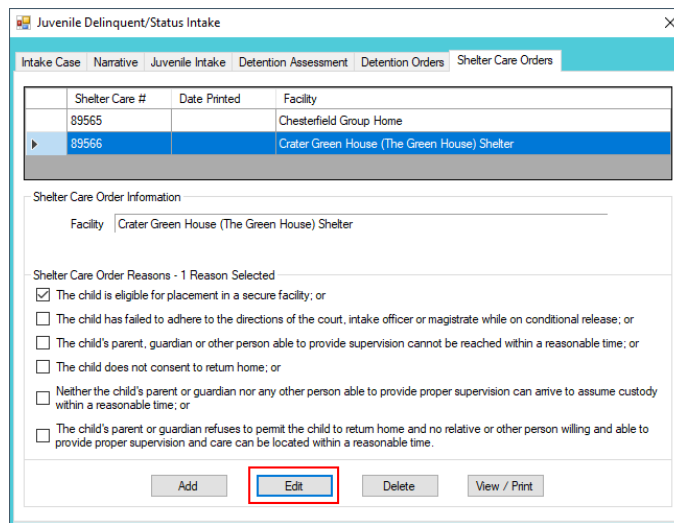 Juvenile Delinquent/Status Intake
Intake Case Narrative Juvenile Intake Detention Assessment Detention Orders Shelter Care Orders
Shelter Care # Date Printed Facility
89565 Chesterfield Group Home
89566 Crater Green House (The Green House) Shelter
Shelter Care Order Information
Facility Crater Green House (The Green House) Shelter
Shelter Care Order Reasons - 1 Reason Selected
The child is eligible for placement in a secure facility; or
The child has failed to adhere to the directions of the court, intake officer or magistrate while on conditional release; or
The child's parent, guardian or other person able to provide supervision cannot be reached within a reasonable time; or
The child does not consent to return home; or
Neither the child's parent or guardian nor any other person able to provide proper supervision can arrive to assume custody
within a reasonable time; or
The child's parent or guardian refuses to permit the child to return home and no relative or other person willing and able to
provide proper supervision and care can be located within a reasonable time.
Add Edit Delete View / Print